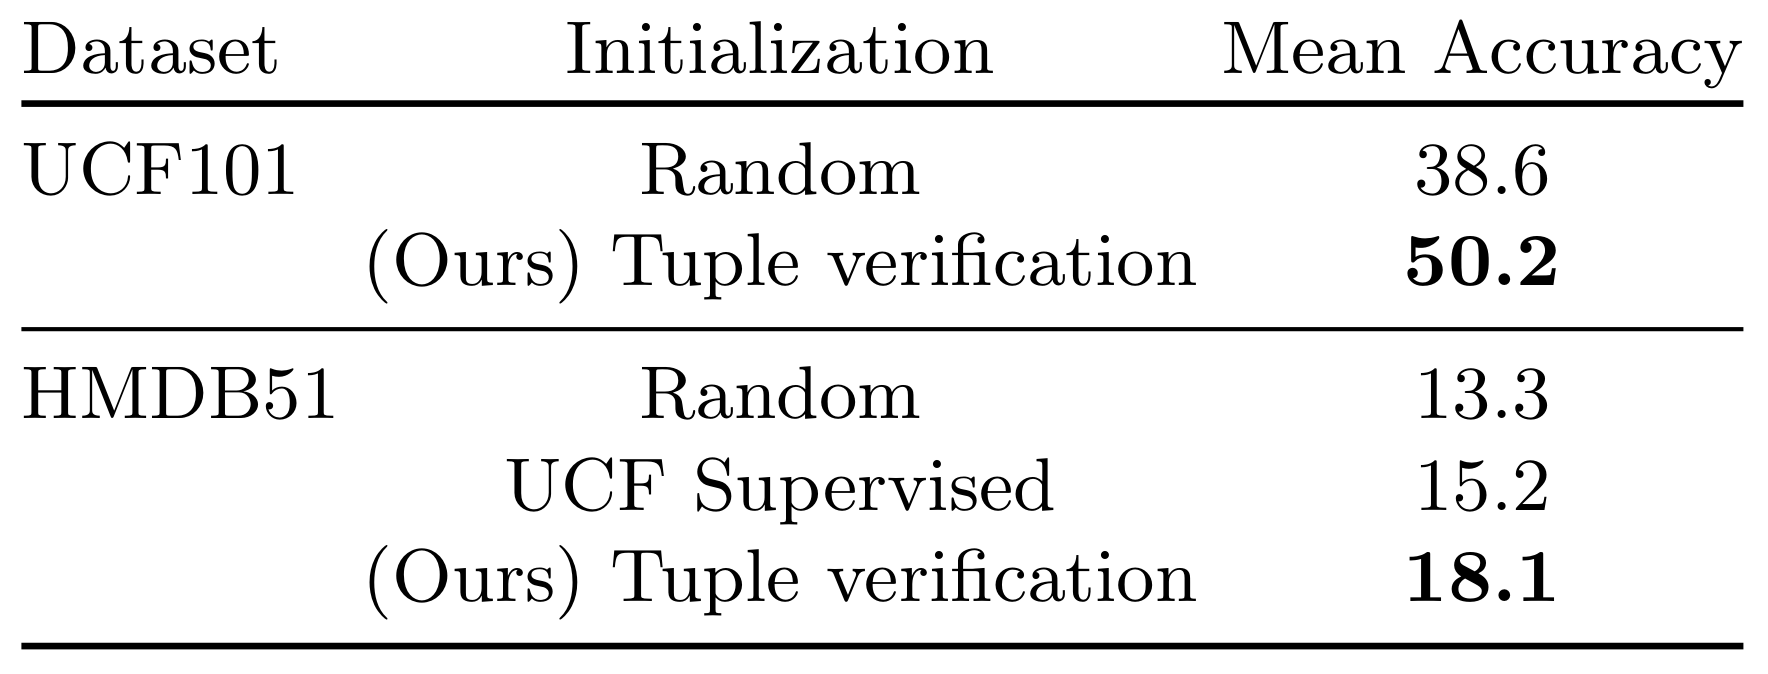 Dataset Initialization Mean Accuracy
UCF101 Random 38.6
(Ours) Tuple verification 50.2
HMDB51 Random 13.3
UCF Supervised 15.2
(Ours) Tuple verification 18.1